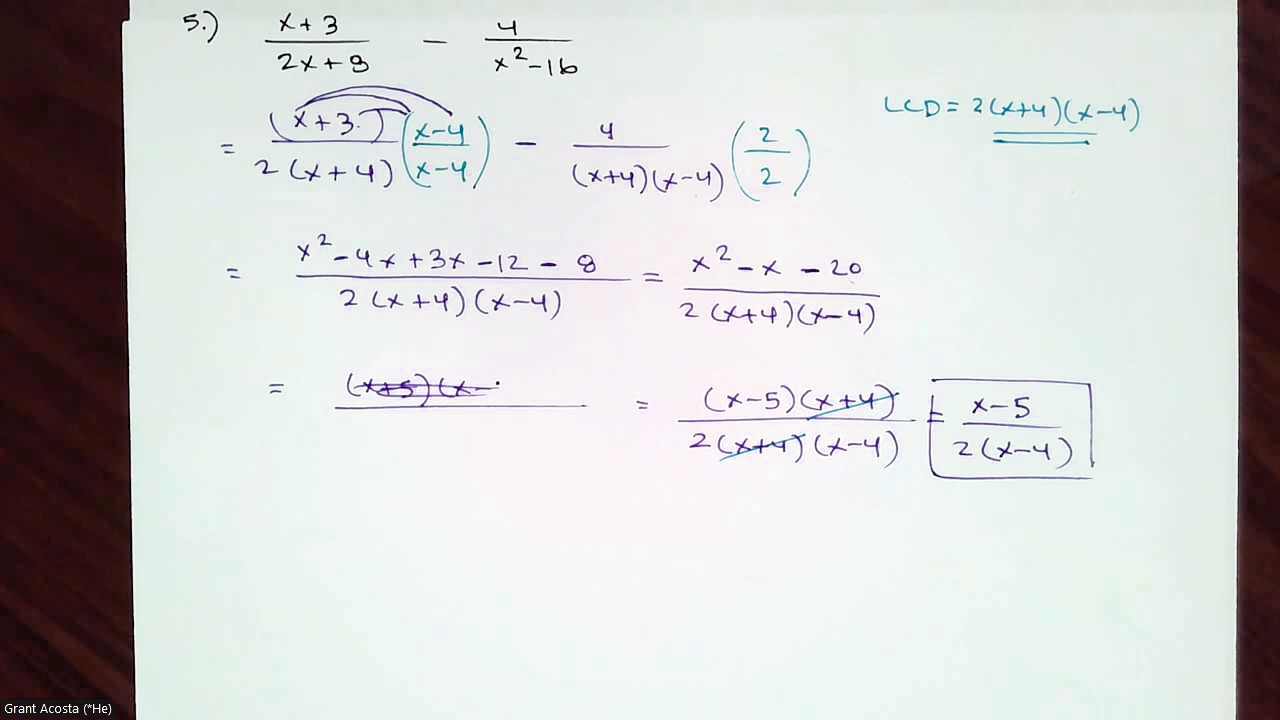 5.) x+3 / 2x+8 − 4 / x²−16
= (x+3) / 2(x+4) (x−4 / x−4) − 4 / (x+4)(x−4) (2 / 2) LCD = 2(x+4)(x−4)
= x²−4x+3x−12−8 / 2(x+4)(x−4) = x²−x−20 / 2(x+4)(x−4)
= (x+5)(x− = (x−5)(x+4) / 2(x+4)(x−4) = x−5 / 2(x−4)
Grant Acosta (*He)